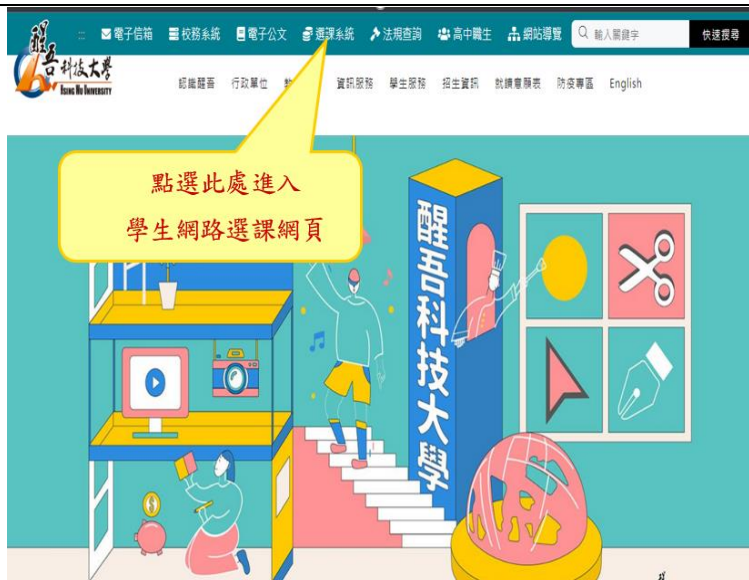 醒吾科技大學
HSING WU UNIVERSITY
電子信箱 校務系統 電子公文 選課系統 法規查詢 高中職生 網站導覽 輸入關鍵字 快速搜尋
認識醒吾 行政單位 資訊服務 學生服務 招生資訊 就讀意願表 防疫專區 English
點選此處進入
學生網路選課網頁
醒吾科技大學